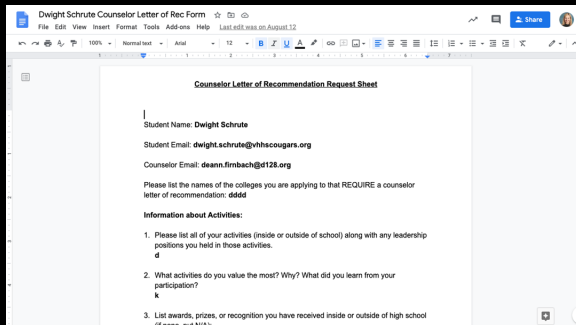 Dwight Schrute Counselor Letter of Rec Form
File Edit View Insert Format Tools Add-ons Help Last edit was on August 12
Share
100% Normal text Arial 12 B I U A
Counselor Letter of Recommendation Request Sheet
Student Name: Dwight Schrute
Student Email: dwight.schrute@vhhscougars.org
Counselor Email: deann.firnbach@d128.org
Please list the names of the colleges you are applying to that REQUIRE a counselor
letter of recommendation: dddd
Information about Activities:
1. Please list all of your activities (inside or outside of school) along with any leadership
positions you held in those activities.
d
2. What activities do you value the most? Why? What did you learn from your
participation?
k
3. List awards, prizes, or recognition you have received inside or outside of high school
(if none, put N/A):